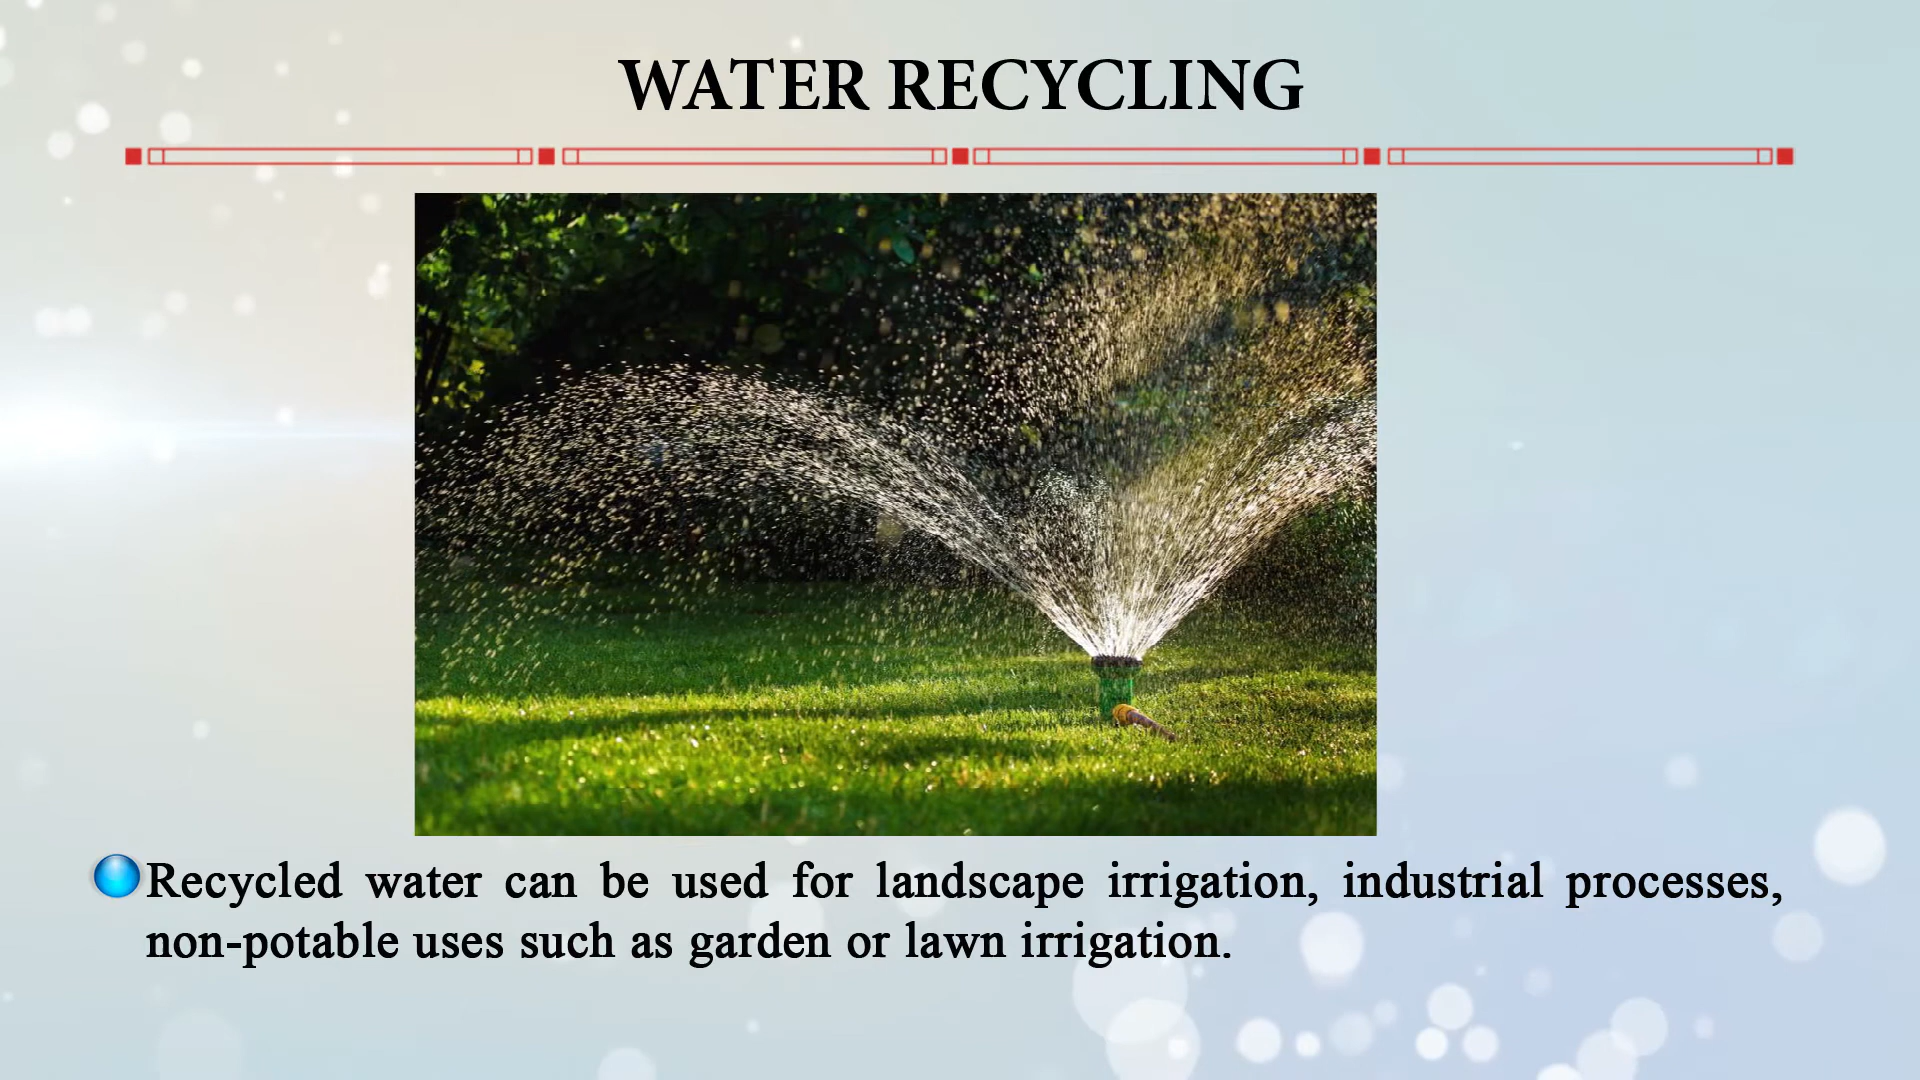 WATER RECYCLING
Recycled water can be used for landscape irrigation, industrial processes,
non-potable uses such as garden or lawn irrigation.